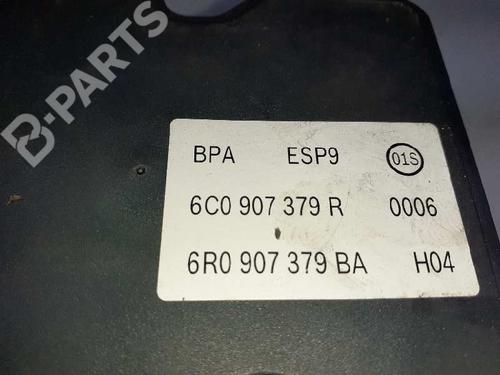 B-PARTS
BPA ESP9 01S
6C0 907 379 R 0006
6R0 907 379 BA H04